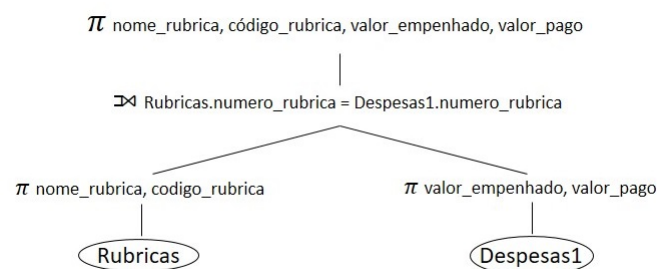 π nome_rubrica, código_rubrica, valor_empenhado, valor_pago
⟕ Rubricas.numero_rubrica = Despesas1.numero_rubrica
π nome_rubrica, codigo_rubrica
π valor_empenhado, valor_pago
Rubricas
Despesas1